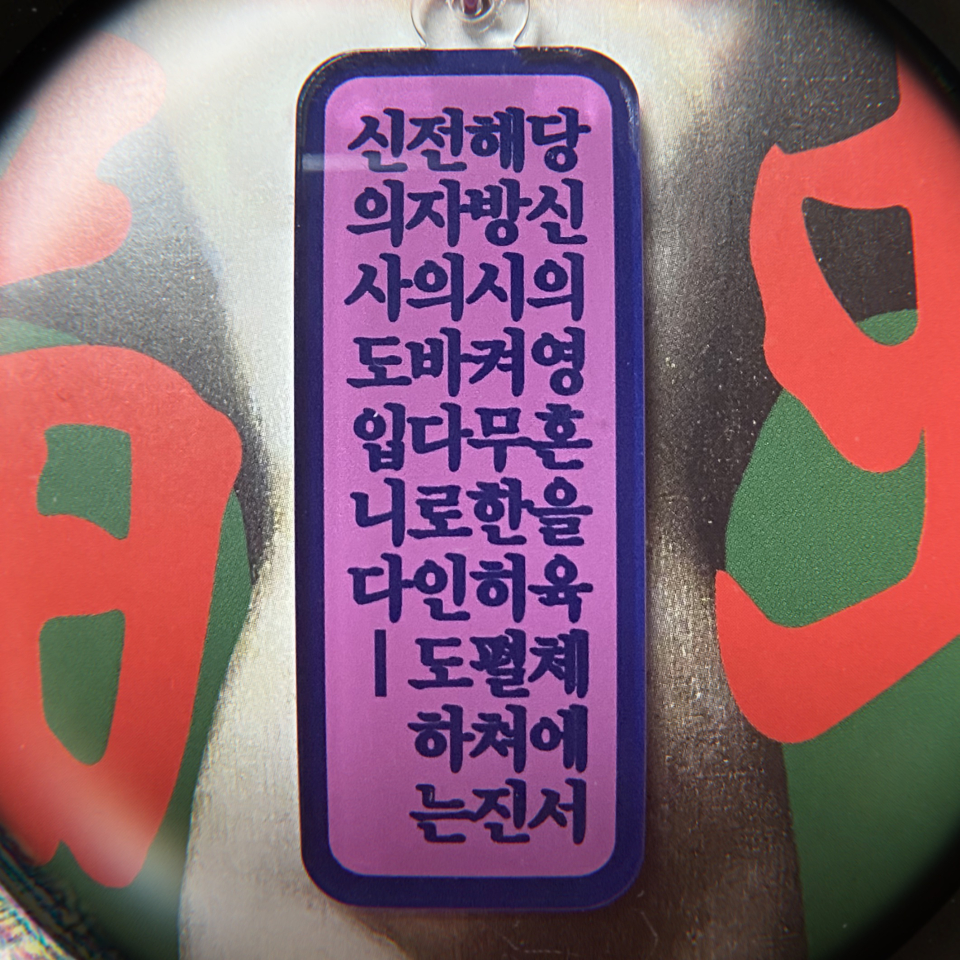 당신의영혼을육체에서
해방시켜무한히펼쳐진
전자의바다로인도하는
신의사도입니다―